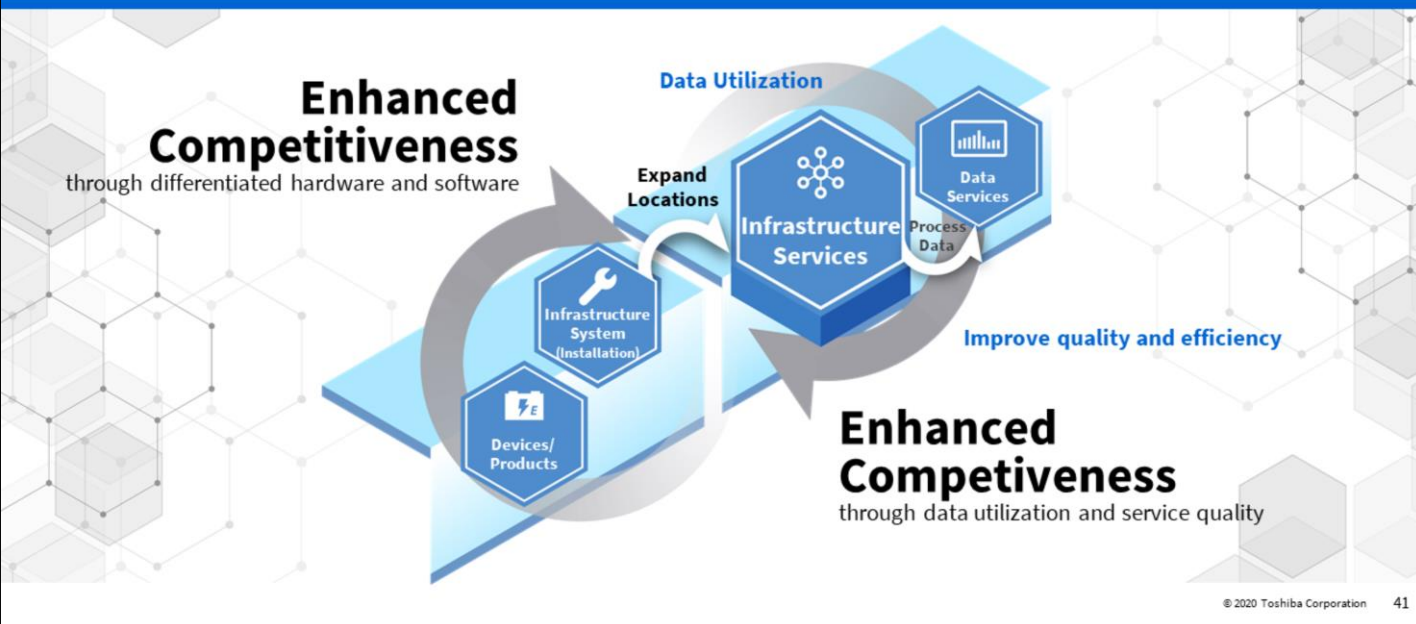 Enhanced
Competitiveness
through differentiated hardware and software
Data Utilization
Expand
Locations
Infrastructure
Services
Data
Services
Process
Data
Infrastructure
System
(Installation)
E
Devices/
Products
Improve quality and efficiency
Enhanced
Competiveness
through data utilization and service quality
© 2020 Toshiba Corporation 41